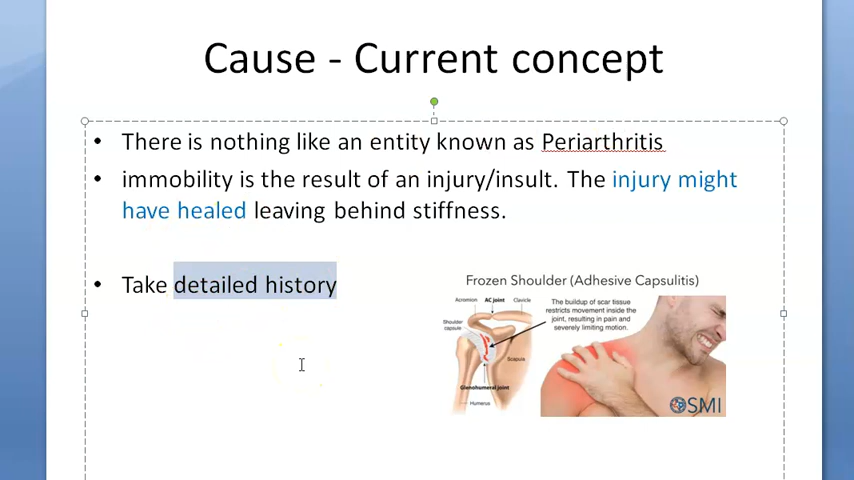 Cause - Current concept
• There is nothing like an entity known as Periarthritis
• immobility is the result of an injury/insult. The injury might
have healed leaving behind stiffness.
• Take detailed history
Frozen Shoulder (Adhesive Capsulitis)
Acromion AC joint Clavicle
Shoulder
capsule
Scapula
Glenohumeral joint
Humerus
The buildup of scar tissue
restricts movement inside the
joint, resulting in pain and
severely limiting motion.
OSMI